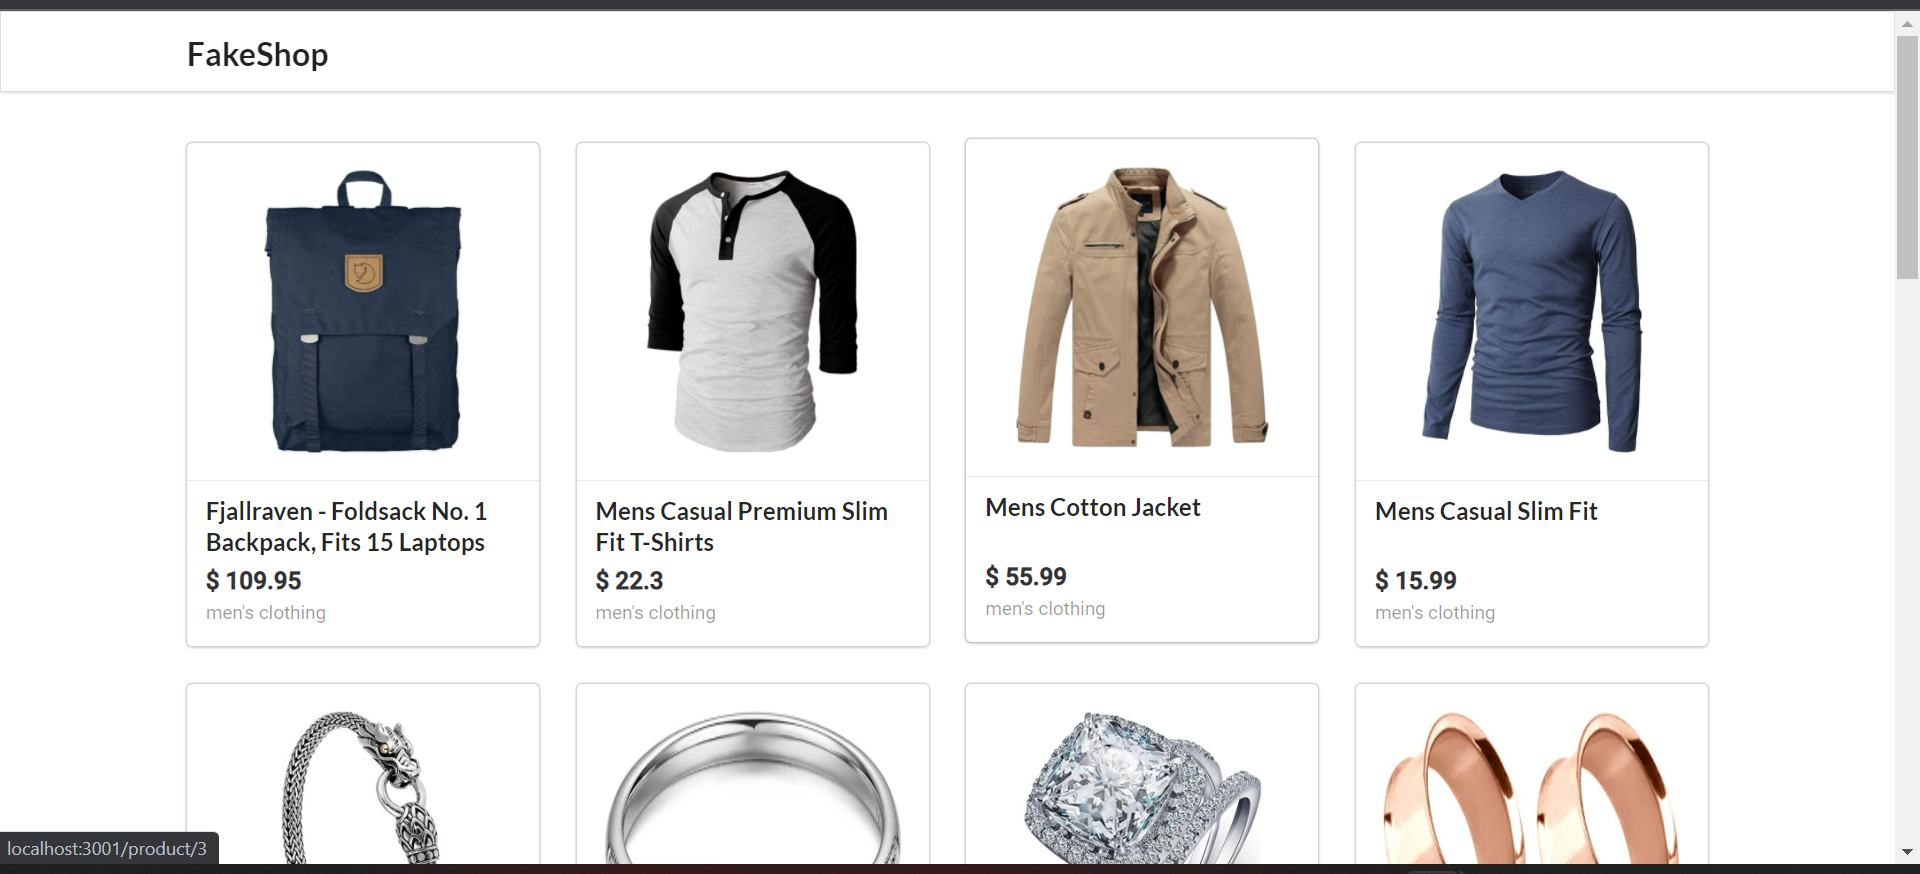 FakeShop
Fjallraven - Foldsack No. 1
Backpack, Fits 15 Laptops
$ 109.95
men's clothing
Mens Casual Premium Slim
Fit T-Shirts
$ 22.3
men's clothing
Mens Cotton Jacket
$ 55.99
men's clothing
Mens Casual Slim Fit
$ 15.99
men's clothing
localhost:3001/product/3